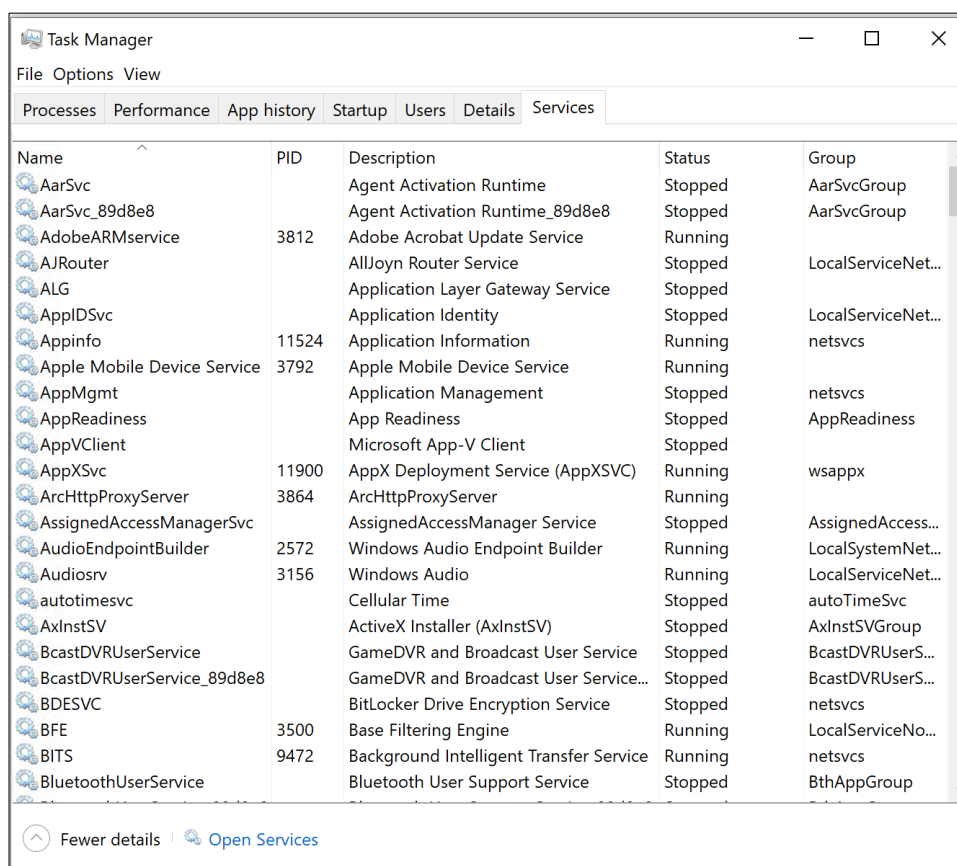 Task Manager
File Options View
Processes Performance App history Startup Users Details Services
Name PID Description Status Group
AarSvc Agent Activation Runtime Stopped AarSvcGroup
AarSvc_89d8e8 Agent Activation Runtime_89d8e8 Stopped AarSvcGroup
AdobeARMservice 3812 Adobe Acrobat Update Service Running
AJRouter AllJoyn Router Service Stopped LocalServiceNet...
ALG Application Layer Gateway Service Stopped
AppIDSvc Application Identity Stopped LocalServiceNet...
Appinfo 11524 Application Information Running netsvcs
Apple Mobile Device Service 3792 Apple Mobile Device Service Running
AppMgmt Application Management Stopped netsvcs
AppReadiness App Readiness Stopped AppReadiness
AppVClient Microsoft App-V Client Stopped
AppXSvc 11900 AppX Deployment Service (AppXSVC) Running wsappx
ArcHttpProxyServer 3864 ArcHttpProxyServer Running
AssignedAccessManagerSvc AssignedAccessManager Service Stopped AssignedAccess...
AudioEndpointBuilder 2572 Windows Audio Endpoint Builder Running LocalSystemNet...
Audiosrv 3156 Windows Audio Running LocalServiceNet...
autotimesvc Cellular Time Stopped autoTimeSvc
AxInstSV ActiveX Installer (AxInstSV) Stopped AxInstSVGroup
BcastDVRUserService GameDVR and Broadcast User Service Stopped BcastDVRUserS...
BcastDVRUserService_89d8e8 GameDVR and Broadcast User Service... Stopped BcastDVRUserS...
BDESVC BitLocker Drive Encryption Service Stopped netsvcs
BFE 3500 Base Filtering Engine Running LocalServiceNo...
BITS 9472 Background Intelligent Transfer Service Running netsvcs
BluetoothUserService Bluetooth User Support Service Stopped BthAppGroup
Fewer details Open Services